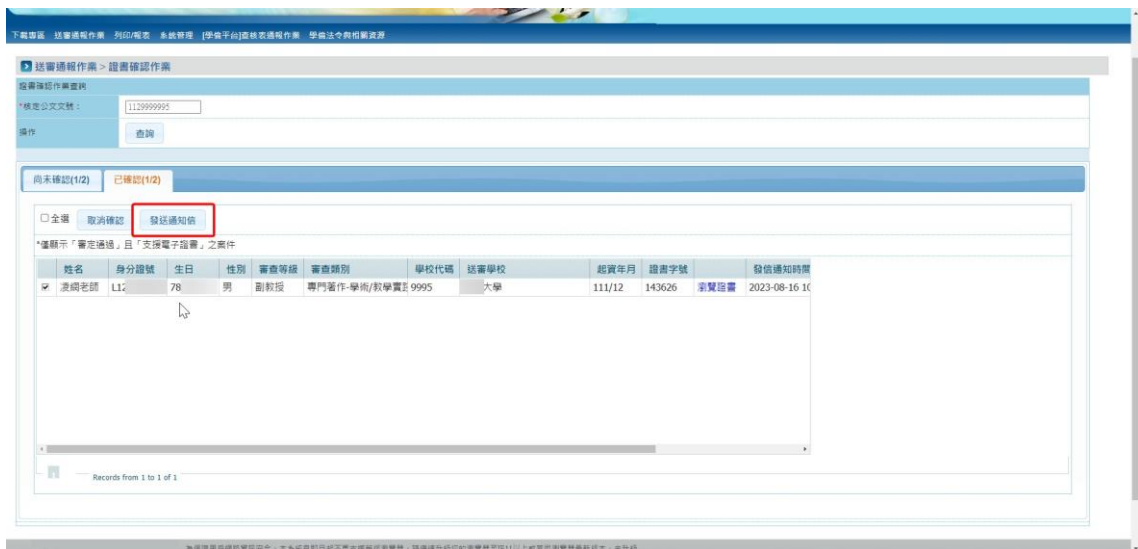 下載專區 送審通報作業 列印/報表 系統管理 [學倫平台]查核表通報作業 學倫法令與相關資源
送審通報作業 > 證書確認作業
證書確認作業查詢
*核定公文文號： 1129999995
操作 查詢
尚未確認(1/2) 已確認(1/2)
全選 取消確認 發送通知信
*僅顯示「審定通過」且「支援電子證書」之案件
姓名 身分證號 生日 性別 審查等級 審查類別 學校代碼 送審學校 起資年月 證書字號 發信通知時間
凌網老師 L12 78 男 副教授 專門著作-學術/教學實踐 9995 大學 111/12 143626 瀏覽證書 2023-08-16 10
1
Records from 1 to 1 of 1